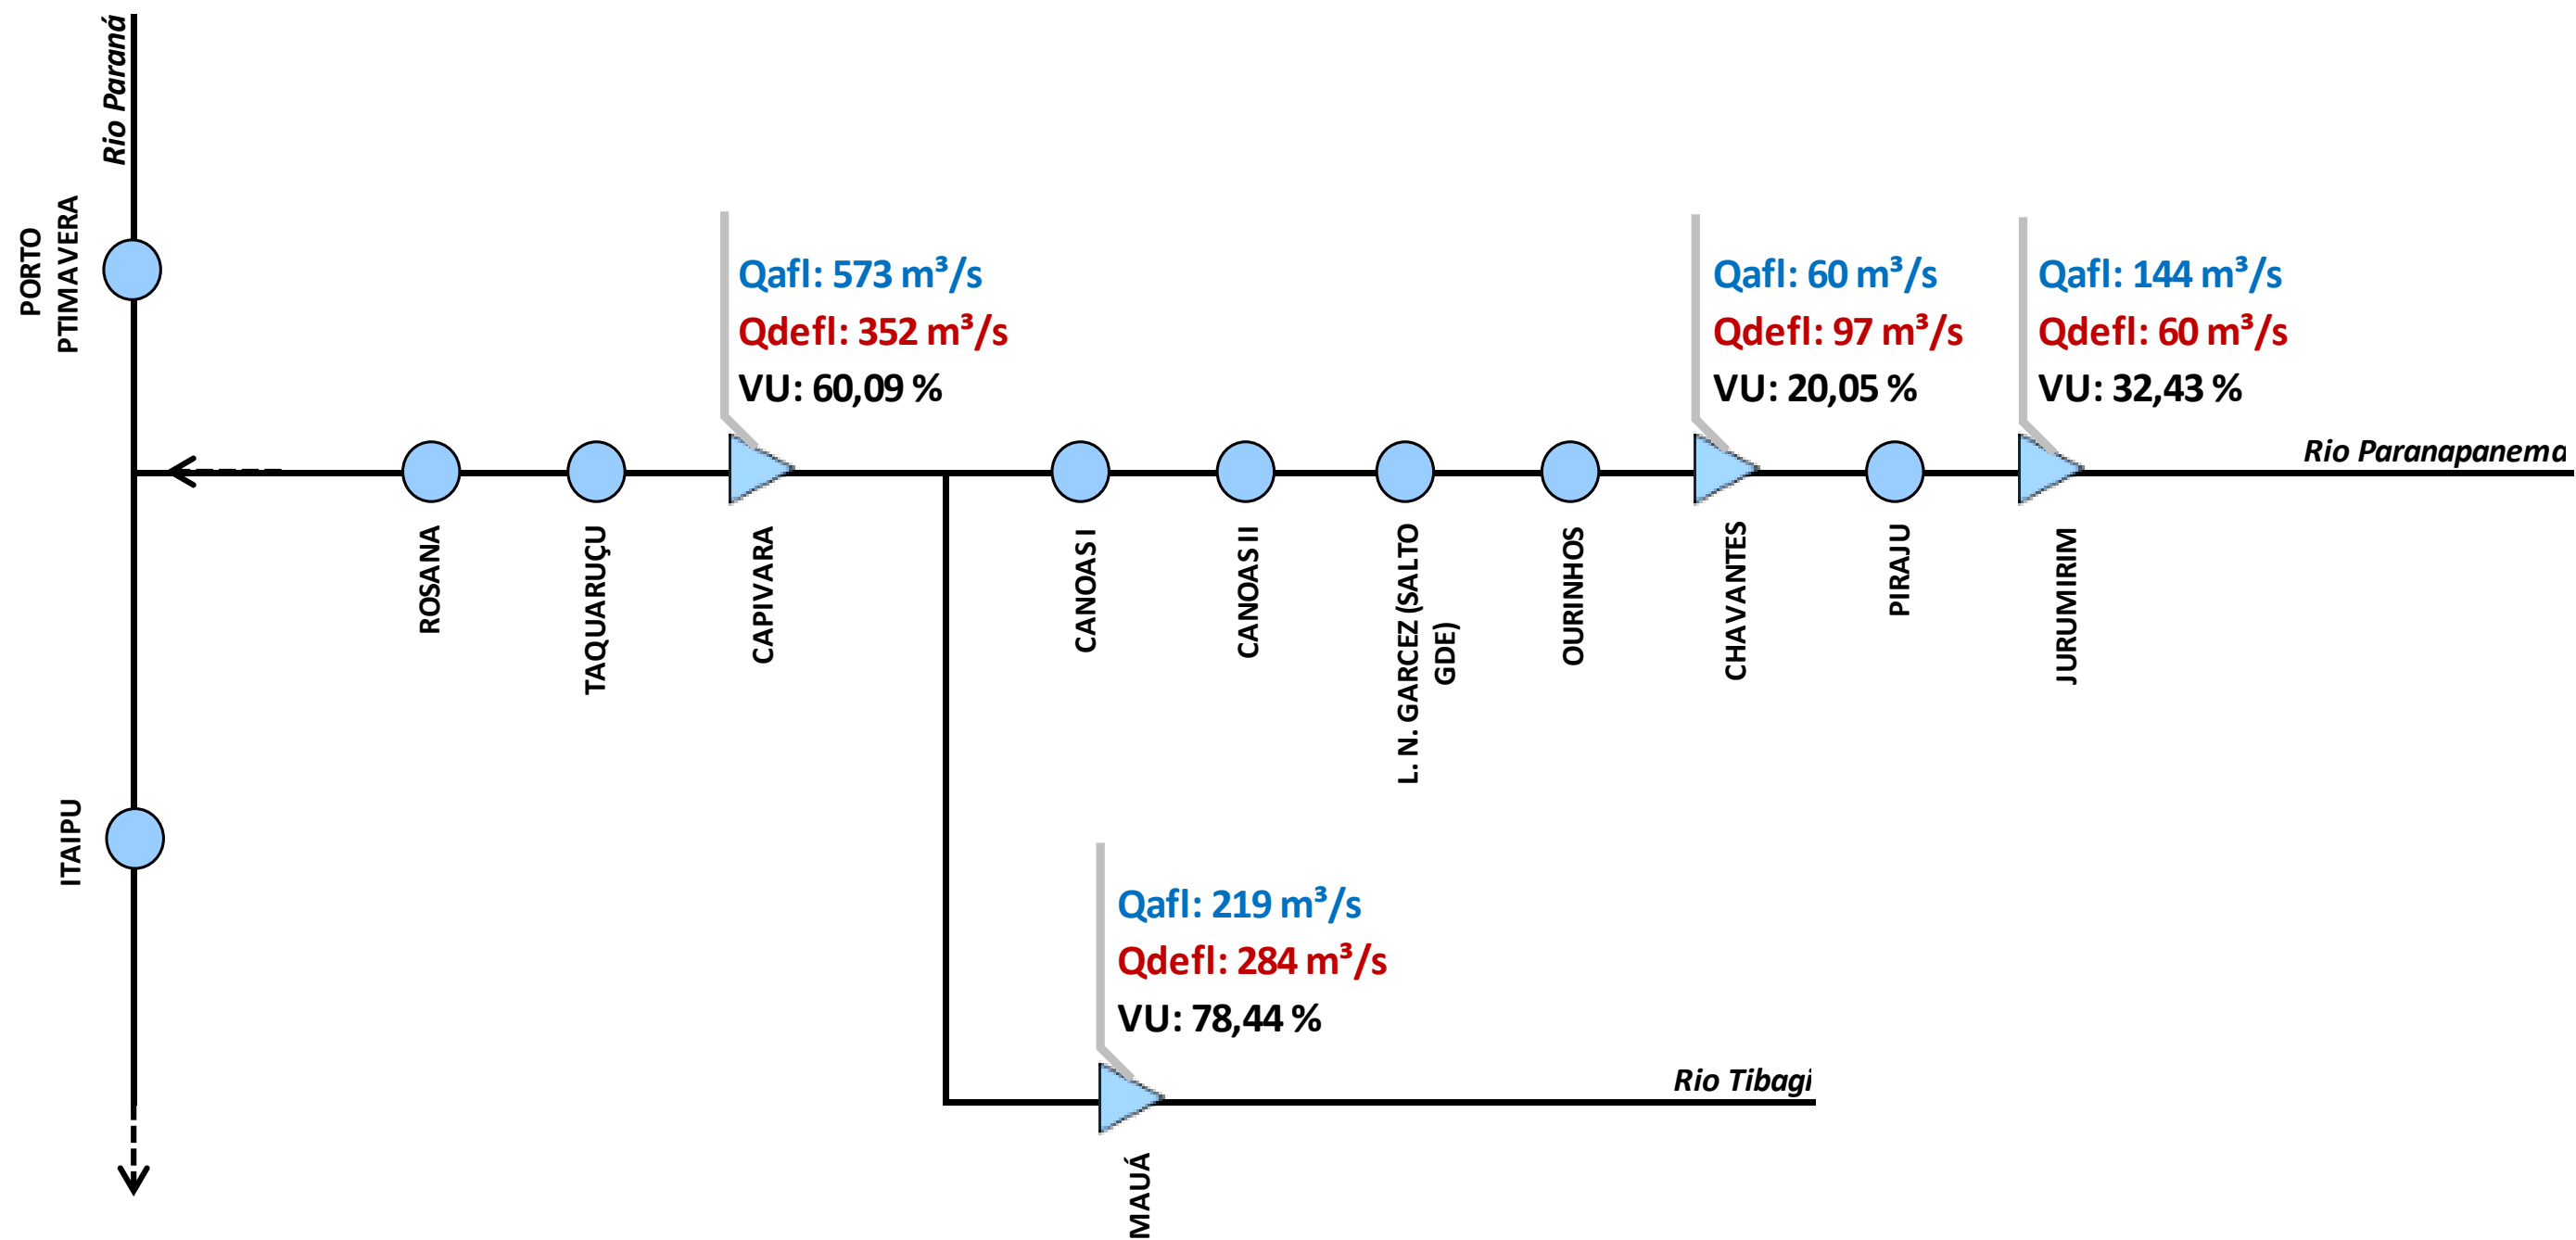 Rio Paraná
PORTO
PTIMAVERA
Qafl: 573 m³/s
Qdefl: 352 m³/s
VU: 60,09 %
Qafl: 60 m³/s
Qdefl: 97 m³/s
VU: 20,05 %
Qafl: 144 m³/s
Qdefl: 60 m³/s
VU: 32,43 %
Rio Paranapanema
ROSANA
TAQUARUÇU
CAPIVARA
CANOAS I
CANOAS II
L. N. GARCEZ (SALTO
GDE)
OURINHOS
CHAVANTES
PIRAJU
JURUMIRIM
ITAIPU
Qafl: 219 m³/s
Qdefl: 284 m³/s
VU: 78,44 %
Rio Tibagi
MAUÁ